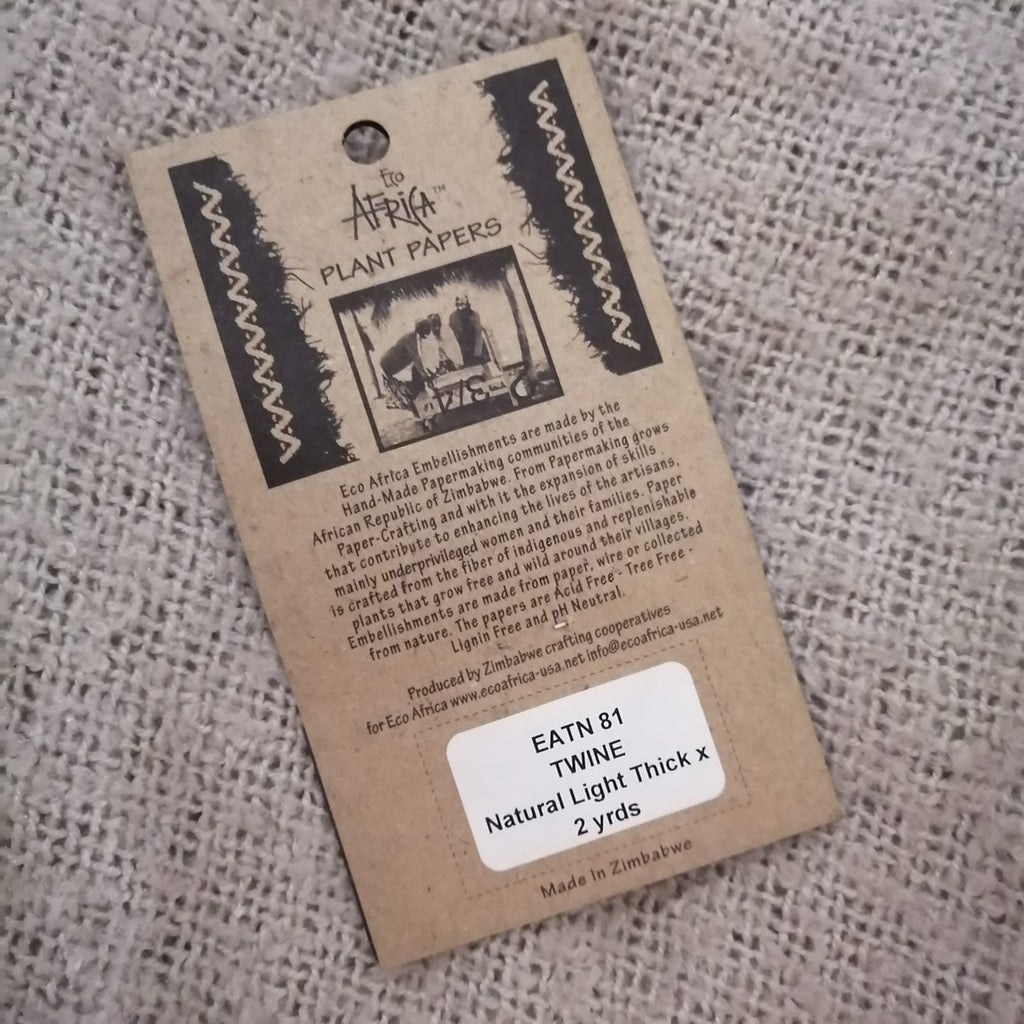 Eco
AFRICA™
PLANT PAPERS
Eco Africa Embellishments are made by the
Hand-Made Papermaking communities of the
African Republic of Zimbabwe. From Papermaking grows
Paper-Crafting and with it the expansion of skills
that contribute to enhancing the lives of the artisans,
mainly underprivileged women and their families. Paper
is crafted from the fiber of indigenous and replenishable
plants that grow free and wild around their villages.
Embellishments are made from paper, wire or collected
from nature. The papers are Acid Free - Tree Free -
Lignin Free and pH Neutral.
Produced by Zimbabwe crafting cooperatives
for Eco Africa www.ecoafrica-usa.net info@ecoafrica-usa.net
EATN 81
TWINE
Natural Light Thick x
2 yrds
Made In Zimbabwe